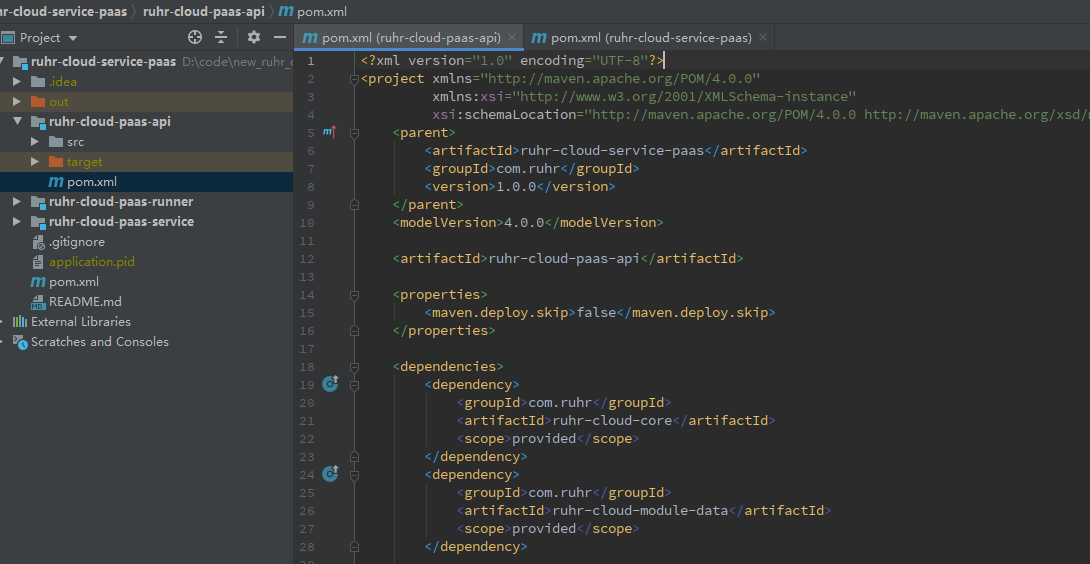 r-cloud-service-paas ruhr-cloud-paas-api pom.xml
Project
pom.xml (ruhr-cloud-paas-api) pom.xml (ruhr-cloud-service-paas)
ruhr-cloud-service-paas D:\code\new_ruhr_c
.idea
out
ruhr-cloud-paas-api
src
target
pom.xml
ruhr-cloud-paas-runner
ruhr-cloud-paas-service
.gitignore
application.pid
pom.xml
README.md
External Libraries
Scratches and Consoles
1 <?xml version="1.0" encoding="UTF-8"?>
2 <project xmlns="http://maven.apache.org/POM/4.0.0"
3 xmlns:xsi="http://www.w3.org/2001/XMLSchema-instance"
4 xsi:schemaLocation="http://maven.apache.org/POM/4.0.0 http://maven.apache.org/xsd/
5 <parent>
6 <artifactId>ruhr-cloud-service-paas</artifactId>
7 <groupId>com.ruhr</groupId>
8 <version>1.0.0</version>
9 </parent>
10 <modelVersion>4.0.0</modelVersion>
11
12 <artifactId>ruhr-cloud-paas-api</artifactId>
13
14 <properties>
15 <maven.deploy.skip>false</maven.deploy.skip>
16 </properties>
17
18 <dependencies>
19 <dependency>
20 <groupId>com.ruhr</groupId>
21 <artifactId>ruhr-cloud-core</artifactId>
22 <scope>provided</scope>
23 </dependency>
24 <dependency>
25 <groupId>com.ruhr</groupId>
26 <artifactId>ruhr-cloud-module-data</artifactId>
27 <scope>provided</scope>
28 </dependency>